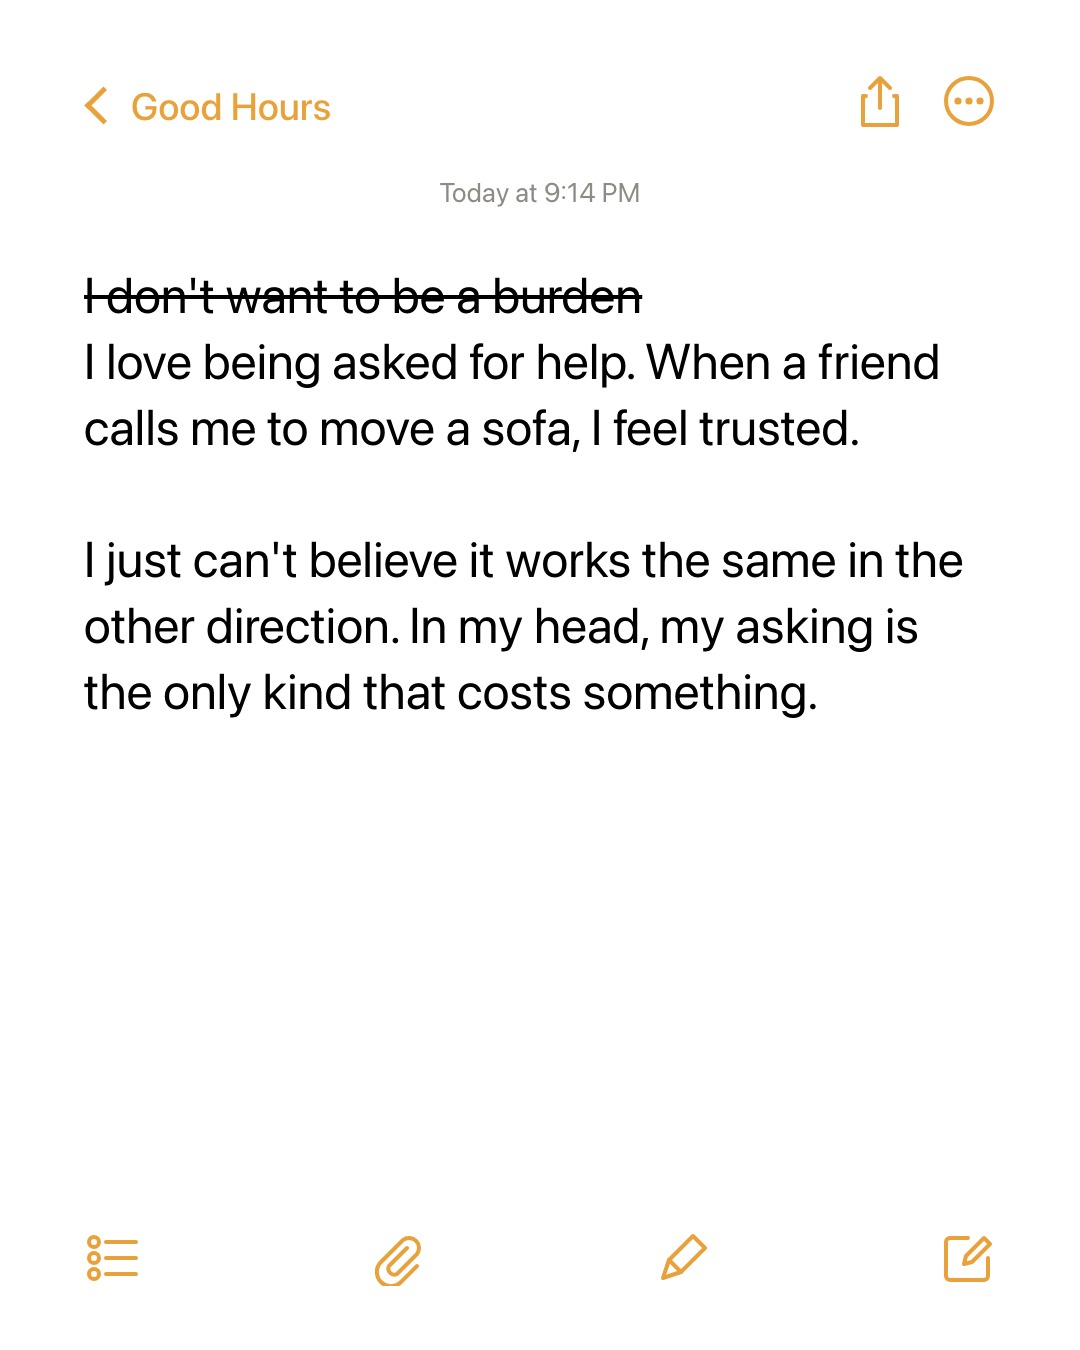 Good Hours
Today at 9:14 PM
I don't want to be a burden
I love being asked for help. When a friend
calls me to move a sofa, I feel trusted.
I just can't believe it works the same in the
other direction. In my head, my asking is
the only kind that costs something.